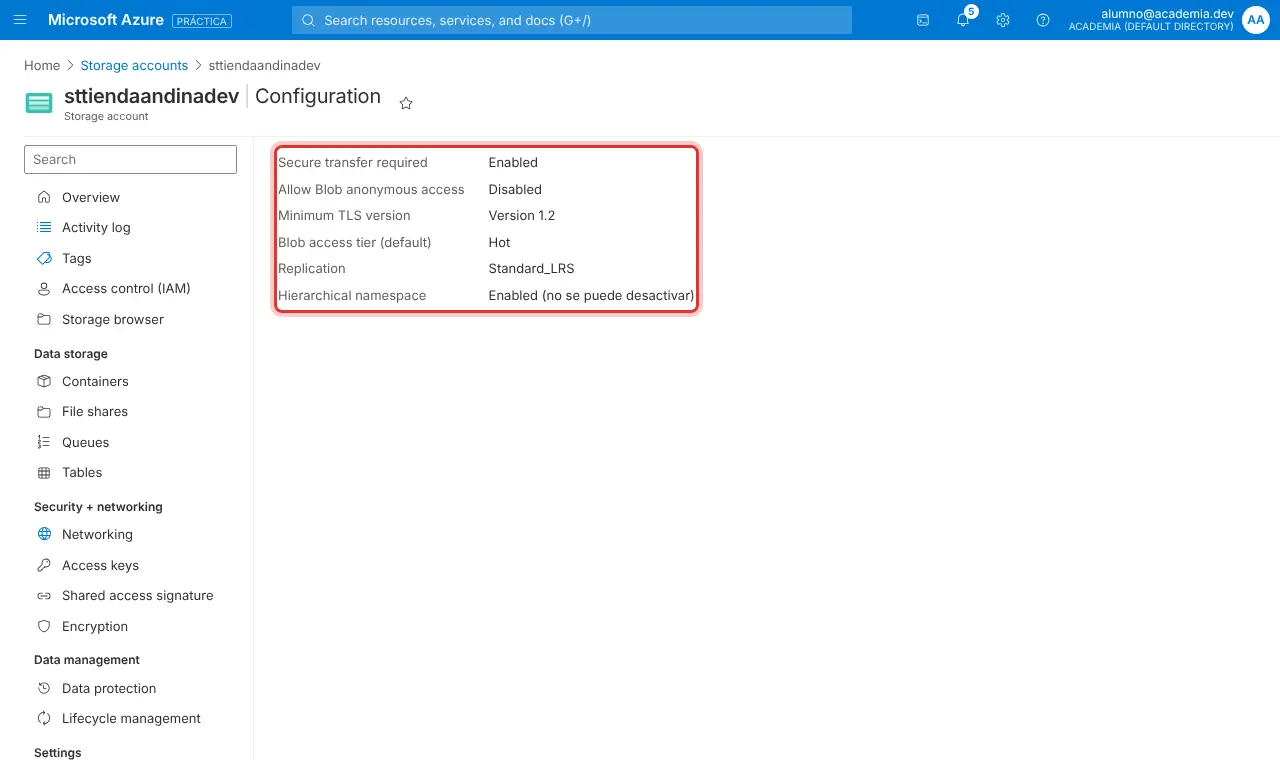 Microsoft Azure PRÁCTICA
Search resources, services, and docs (G+/)
5
alumno@academia.dev
ACADEMIA (DEFAULT DIRECTORY)
AA
Home > Storage accounts > sttiendaandinadev
sttiendaandinadev | Configuration
Storage account
Search
Overview
Activity log
Tags
Access control (IAM)
Storage browser
Data storage
Containers
File shares
Queues
Tables
Security + networking
Networking
Access keys
Shared access signature
Encryption
Data management
Data protection
Lifecycle management
Settings
Secure transfer required Enabled
Allow Blob anonymous access Disabled
Minimum TLS version Version 1.2
Blob access tier (default) Hot
Replication Standard_LRS
Hierarchical namespace Enabled (no se puede desactivar)